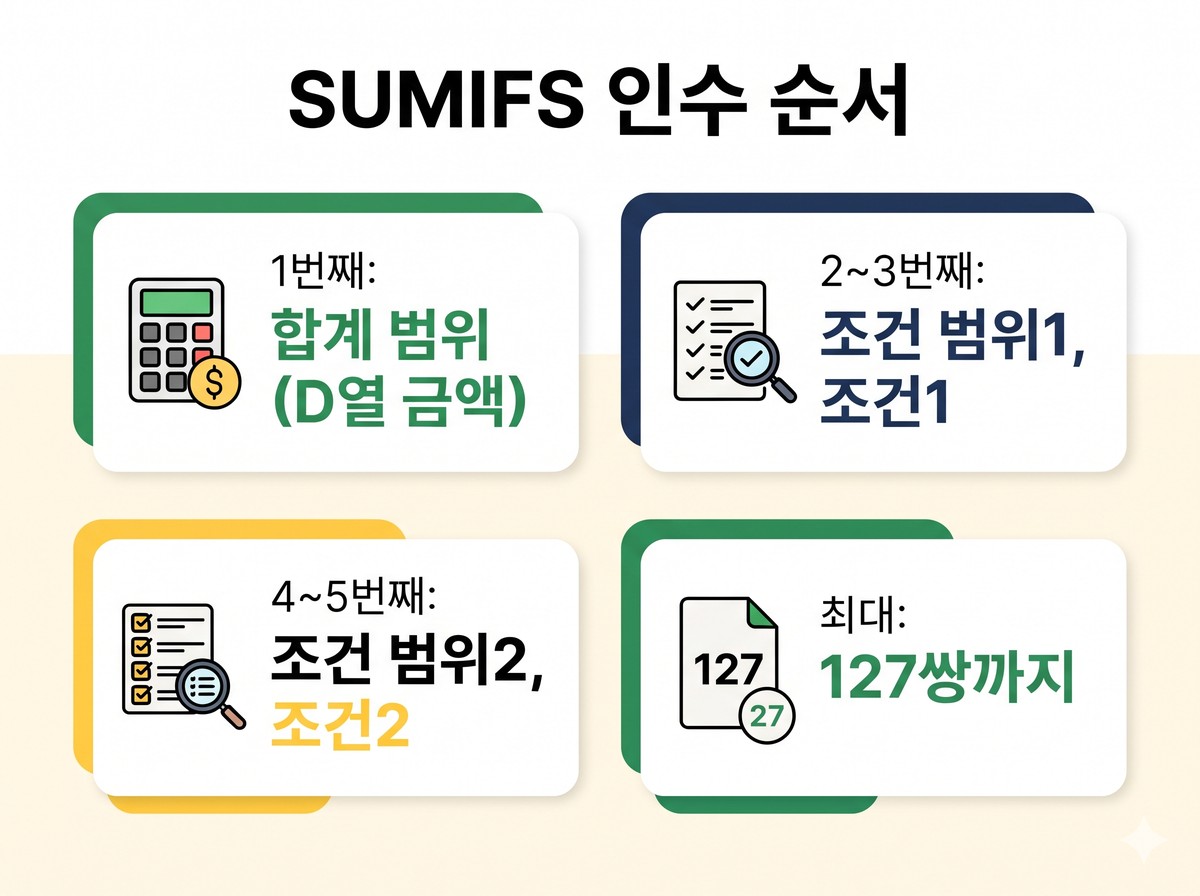 SUMIFS 인수 순서
1번째:
합계 범위
(D열 금액)
2~3번째:
조건 범위1,
조건1
4~5번째:
조건 범위2,
조건2
최대:
127쌍까지
127
27
$